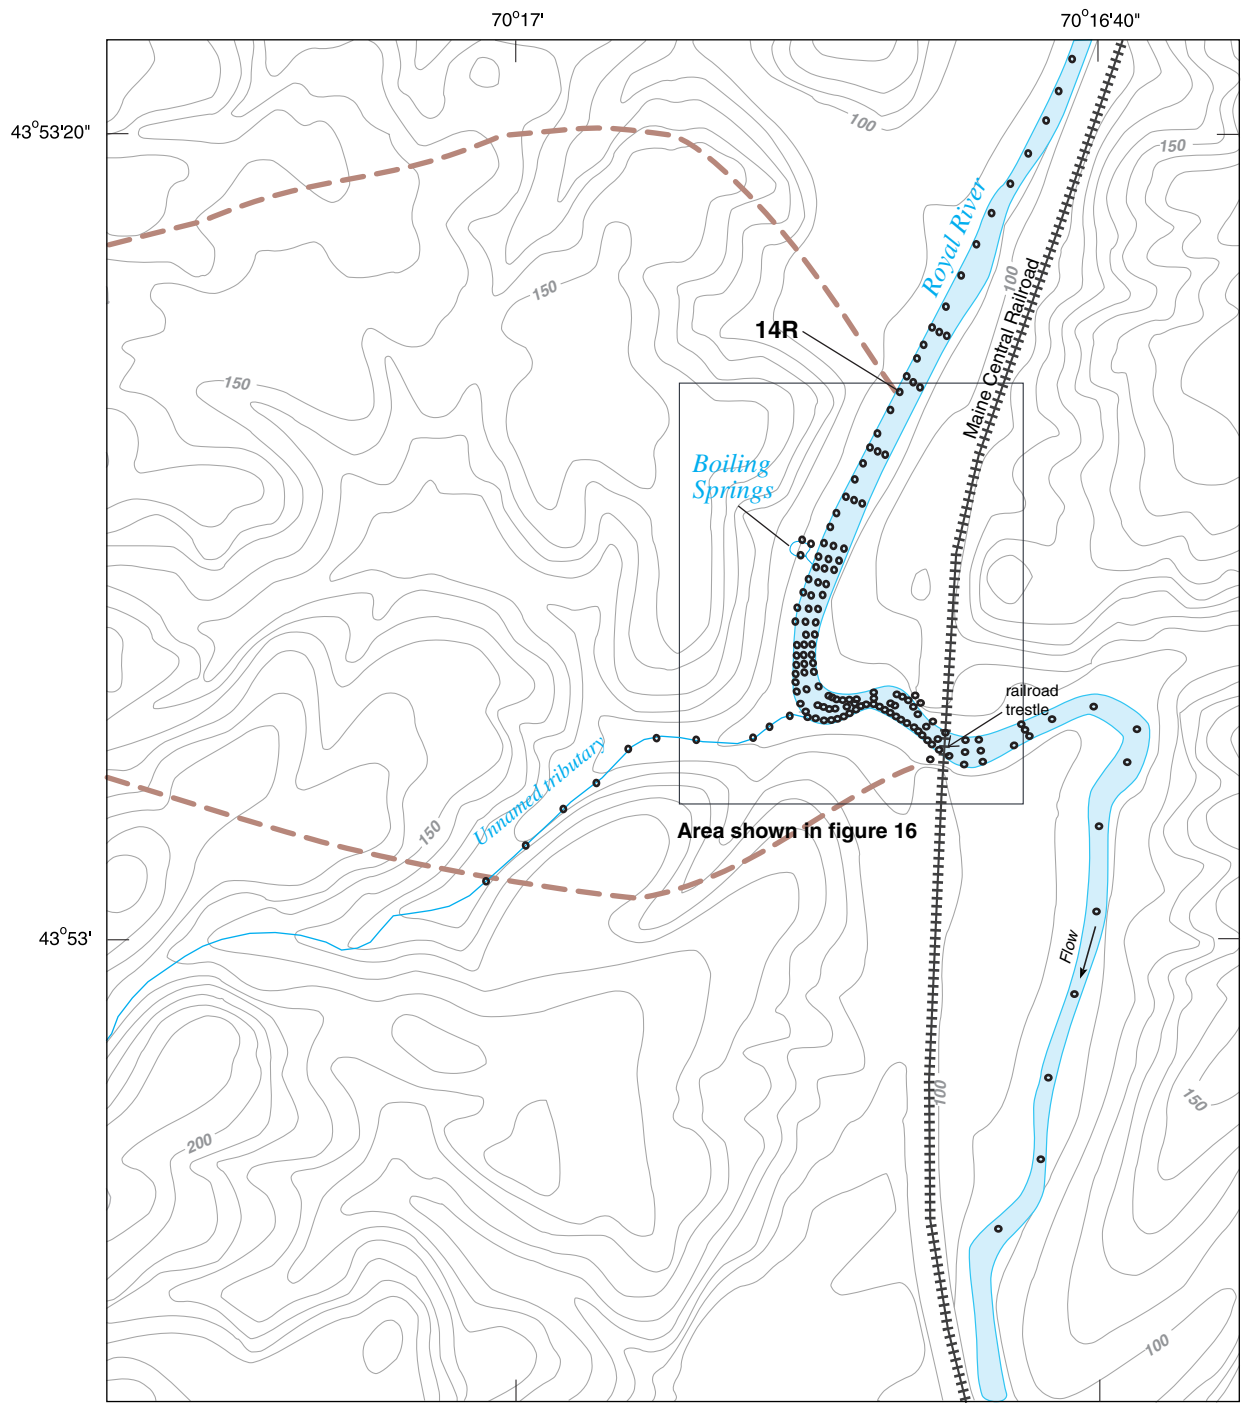 70°17'
70°16'40"
43°53'20"
100
150
Royal River
100
150
Maine Central Railroad
14R
150
Boiling
Springs
railroad
trestle
Unnamed tributary
150
Area shown in figure 16
43°53'
Flow
100
150
200
100